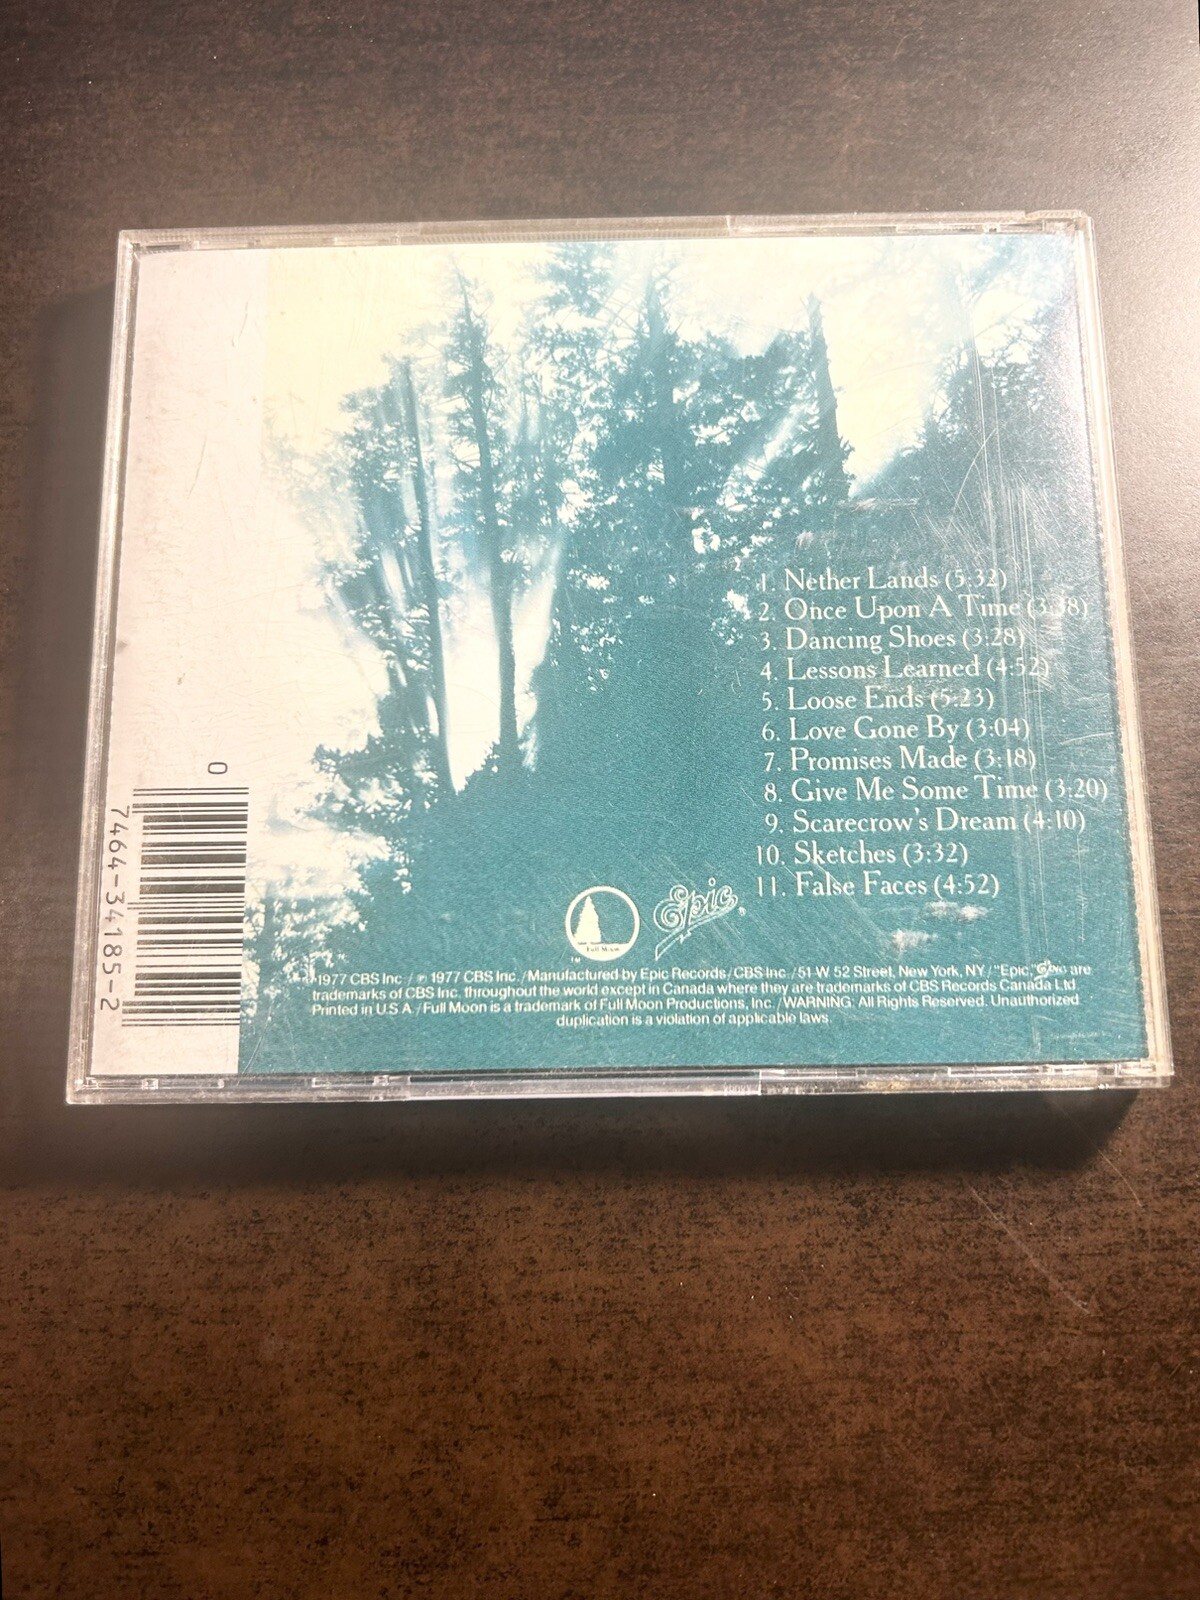 1. Nether Lands (5:32)
2. Once Upon A Time
3. Dancing Shoes (3:28)
4. Lessons Learned (4:52)
5. Loose Ends (5:23)
6. Love Gone By (3:04)
7. Promises Made (3:18)
8. Give Me Some Time (3:20)
9. Scarecrow's Dream (4:10)
10. Sketches (3:32)
11. False Faces (4:52)
Full Moon
TM
Epic®
© 1977 CBS Inc. / ℗ 1977 CBS Inc. / Manufactured by Epic Records / CBS Inc. / 51 W. 52 Street, New York, NY / "Epic," Epic are
trademarks of CBS Inc. throughout the world except in Canada where they are trademarks of CBS Records Canada Ltd
Printed in U.S.A. / Full Moon is a trademark of Full Moon Productions, Inc. / WARNING: All Rights Reserved. Unauthorized
duplication is a violation of applicable laws.
0
7464-34185-2